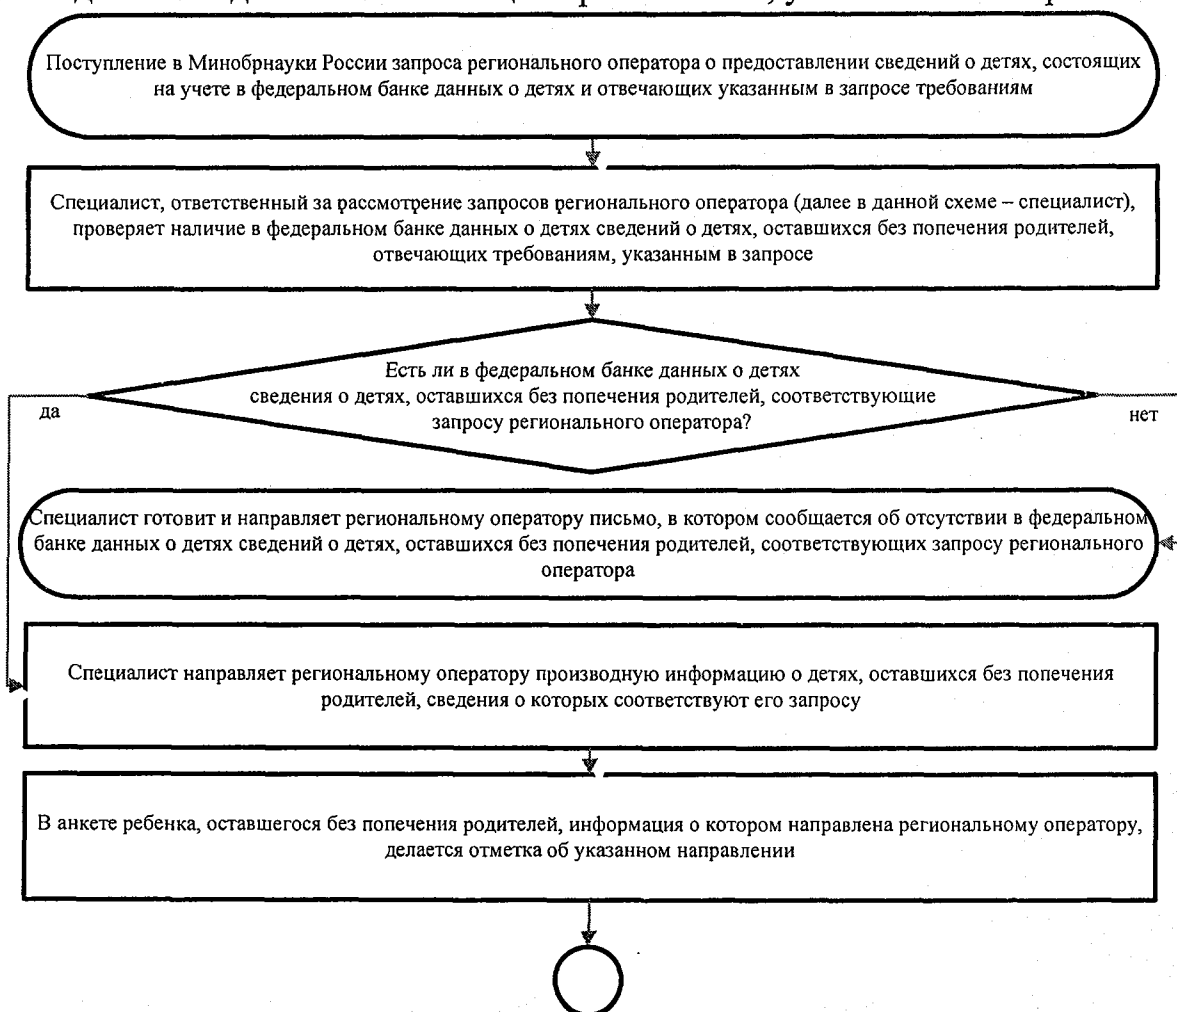 Поступление в Минобрнауки России запроса регионального оператора о предоставлении сведений о детях, состоящих
на учете в федеральном банке данных о детях и отвечающих указанным в запросе требованиям
Специалист, ответственный за рассмотрение запросов регионального оператора (далее в данной схеме – специалист),
проверяет наличие в федеральном банке данных о детях сведений о детях, оставшихся без попечения родителей,
отвечающих требованиям, указанным в запросе
Есть ли в федеральном банке данных о детях
сведения о детях, оставшихся без попечения родителей, соответствующие
запросу регионального оператора?
да
нет
Специалист готовит и направляет региональному оператору письмо, в котором сообщается об отсутствии в федеральном
банке данных о детях сведений о детях, оставшихся без попечения родителей, соответствующих запросу регионального
оператора
Специалист направляет региональному оператору производную информацию о детях, оставшихся без попечения
родителей, сведения о которых соответствуют его запросу
В анкете ребенка, оставшегося без попечения родителей, информация о котором направлена региональному оператору,
делается отметка об указанном направлении